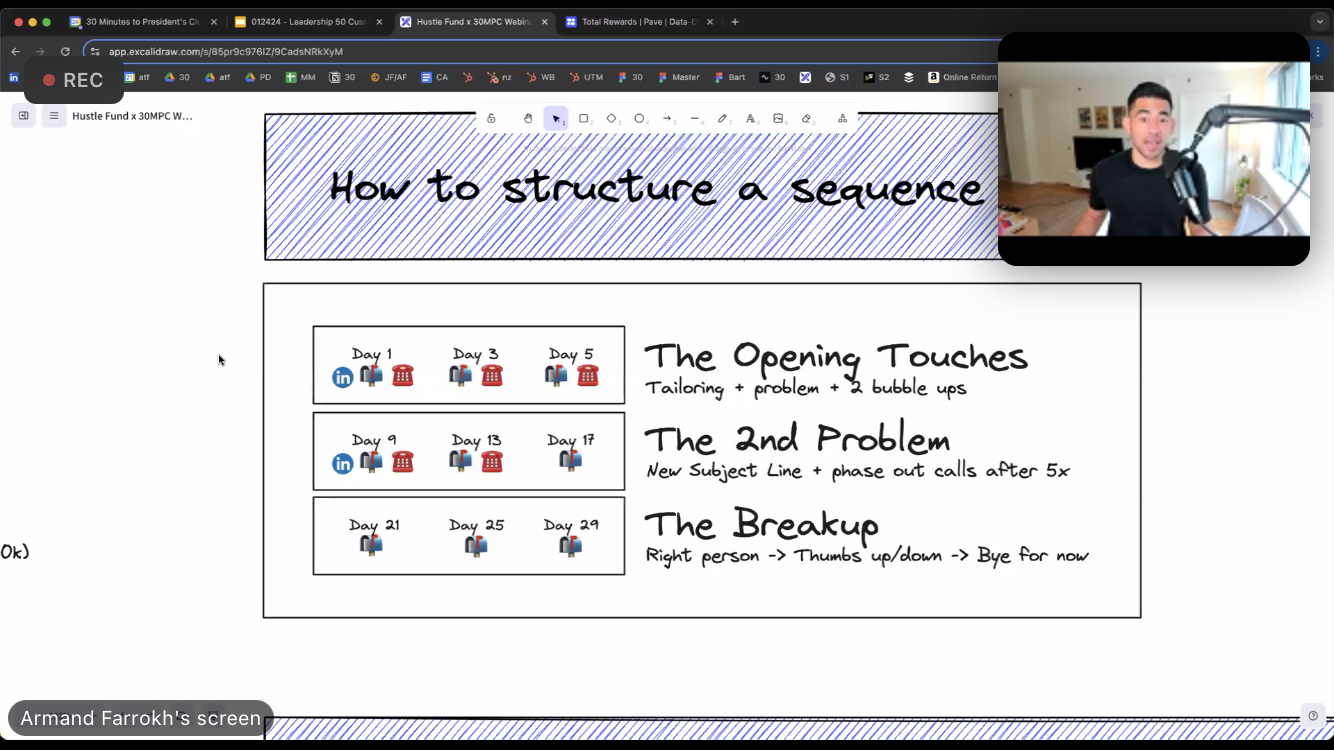 30 Minutes to President's Cl
012424 - Leadership 50 Cus
Hustle Fund x 30MPC Webin
Total Rewards | Pave | Data-D
app.excalidraw.com/s/85pr9c976IZ/9CadsNRkXyM
REC
atf
30
atf
PD
MM
30
JF/AF
CA
nz
WB
UTM
30
Master
Bart
30
S1
S2
Online Return
rks
Hustle Fund x 30MPC W...
How to structure a sequence
Day 1
Day 3
Day 5
The Opening Touches
Tailoring + problem + 2 bubble ups
Day 9
Day 13
Day 17
The 2nd Problem
New Subject Line + phase out calls after 5x
Day 21
Day 25
Day 29
The Breakup
Right person -> Thumbs up/down -> Bye for now
Ok)
Armand Farrokh's screen